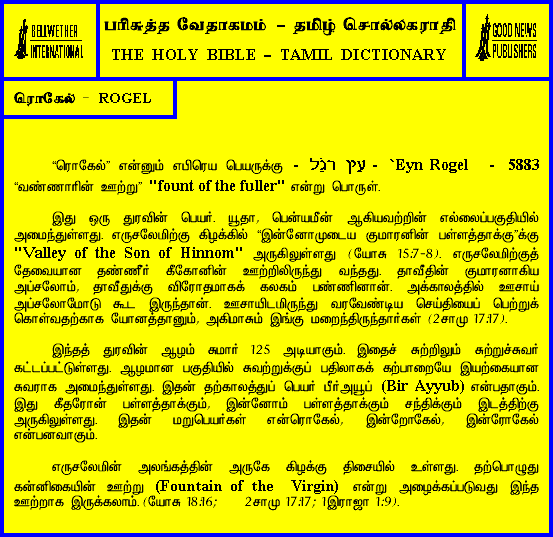 BELLWETHER
INTERNATIONAL
பரிசுத்த வேதாகமம் – தமிழ் சொல்லகராதி
THE HOLY BIBLE – TAMIL DICTIONARY
GOOD NEWS
PUBLISHERS
ரொகேல் – ROGEL
“ரொகேல்” என்னும் எபிரெய பெயருக்கு - עין רגל - `Eyn Rogel - 5883
“வண்ணாரின் ஊற்று” "fount of the fuller" என்று பொருள்.
இது ஒரு துரவின் பெயர். யூதா, பென்யமீன் ஆகியவற்றின் எல்லைப்பகுதியில்
அமைந்துள்ளது. எருசலேமிற்கு கிழக்கில் “இன்னோமுடைய குமாரனின் பள்ளத்தாக்கு”க்கு
"Valley of the Son of Hinnom" அருகிலுள்ளது (யோசு 15:7-8). எருசலேமிற்குத்
தேவையான தண்ணீர் கீகோனின் ஊற்றிலிருந்து வந்தது. தாவீதின் குமாரனாகிய
அப்சலோம், தாவீதுக்கு விரோதமாகக் கலகம் பண்ணினான். அக்காலத்தில் ஊசாய்
அப்சலோமோடு கூட இருந்தான். ஊசாயிடமிருந்து வரவேண்டிய செய்தியைப் பெற்றுக்
கொள்வதற்காக யோனத்தானும், அகிமாசும் இங்கு மறைந்திருந்தார்கள் (2சாமு 17:17).
இந்தத் துரவின் ஆழம் சுமார் 125 அடியாகும். இதைச் சுற்றிலும் சுற்றுச்சுவர்
கட்டப்பட்டுள்ளது. ஆழமான பகுதியில் சுவற்றுக்குப் பதிலாகக் கற்பாறையே இயற்கையான
சுவராக அமைந்துள்ளது. இதன் தற்காலத்துப் பெயர் பீர்அயூப் (Bir Ayyub) என்பதாகும்.
இது கீதரோன் பள்ளத்தாக்கும், இன்னோம் பள்ளத்தாக்கும் சந்திக்கும் இடத்திற்கு
அருகிலுள்ளது. இதன் மறுபெயர்கள் என்ரொகேல், இன்றோகேல், இன்ரோகேல்
என்பனவாகும்.
எருசலேமின் அலங்கத்தின் அருகே கிழக்கு திசையில் உள்ளது. தற்பொழுது
கன்னிகையின் ஊற்று (Fountain of the Virgin) என்று அழைக்கப்படுவது இந்த
ஊற்றாக இருக்கலாம். (யோசு 18:16; 2சாமு 17:17; 1இராஜா 1:9).